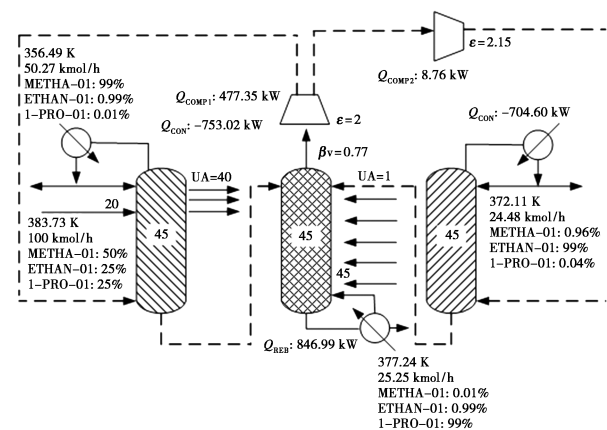 356.49 K
50.27 kmol/h
METHA-01: 99%
ETHAN-01: 0.99%
1-PRO-01: 0.01%
Q_COMP1: 477.35 kW
Q_CON: −753.02 kW
ε=2
ε=2.15
Q_COMP2: 8.76 kW
Q_CON: −704.60 kW
βv=0.77
UA=40
UA=1
20
383.73 K
100 kmol/h
METHA-01: 50%
ETHAN-01: 25%
1-PRO-01: 25%
45
45
45
45
372.11 K
24.48 kmol/h
METHA-01: 0.96%
ETHAN-01: 99%
1-PRO-01: 0.04%
Q_REB: 846.99 kW
377.24 K
25.25 kmol/h
METHA-01: 0.01%
ETHAN-01: 0.99%
1-PRO-01: 99%